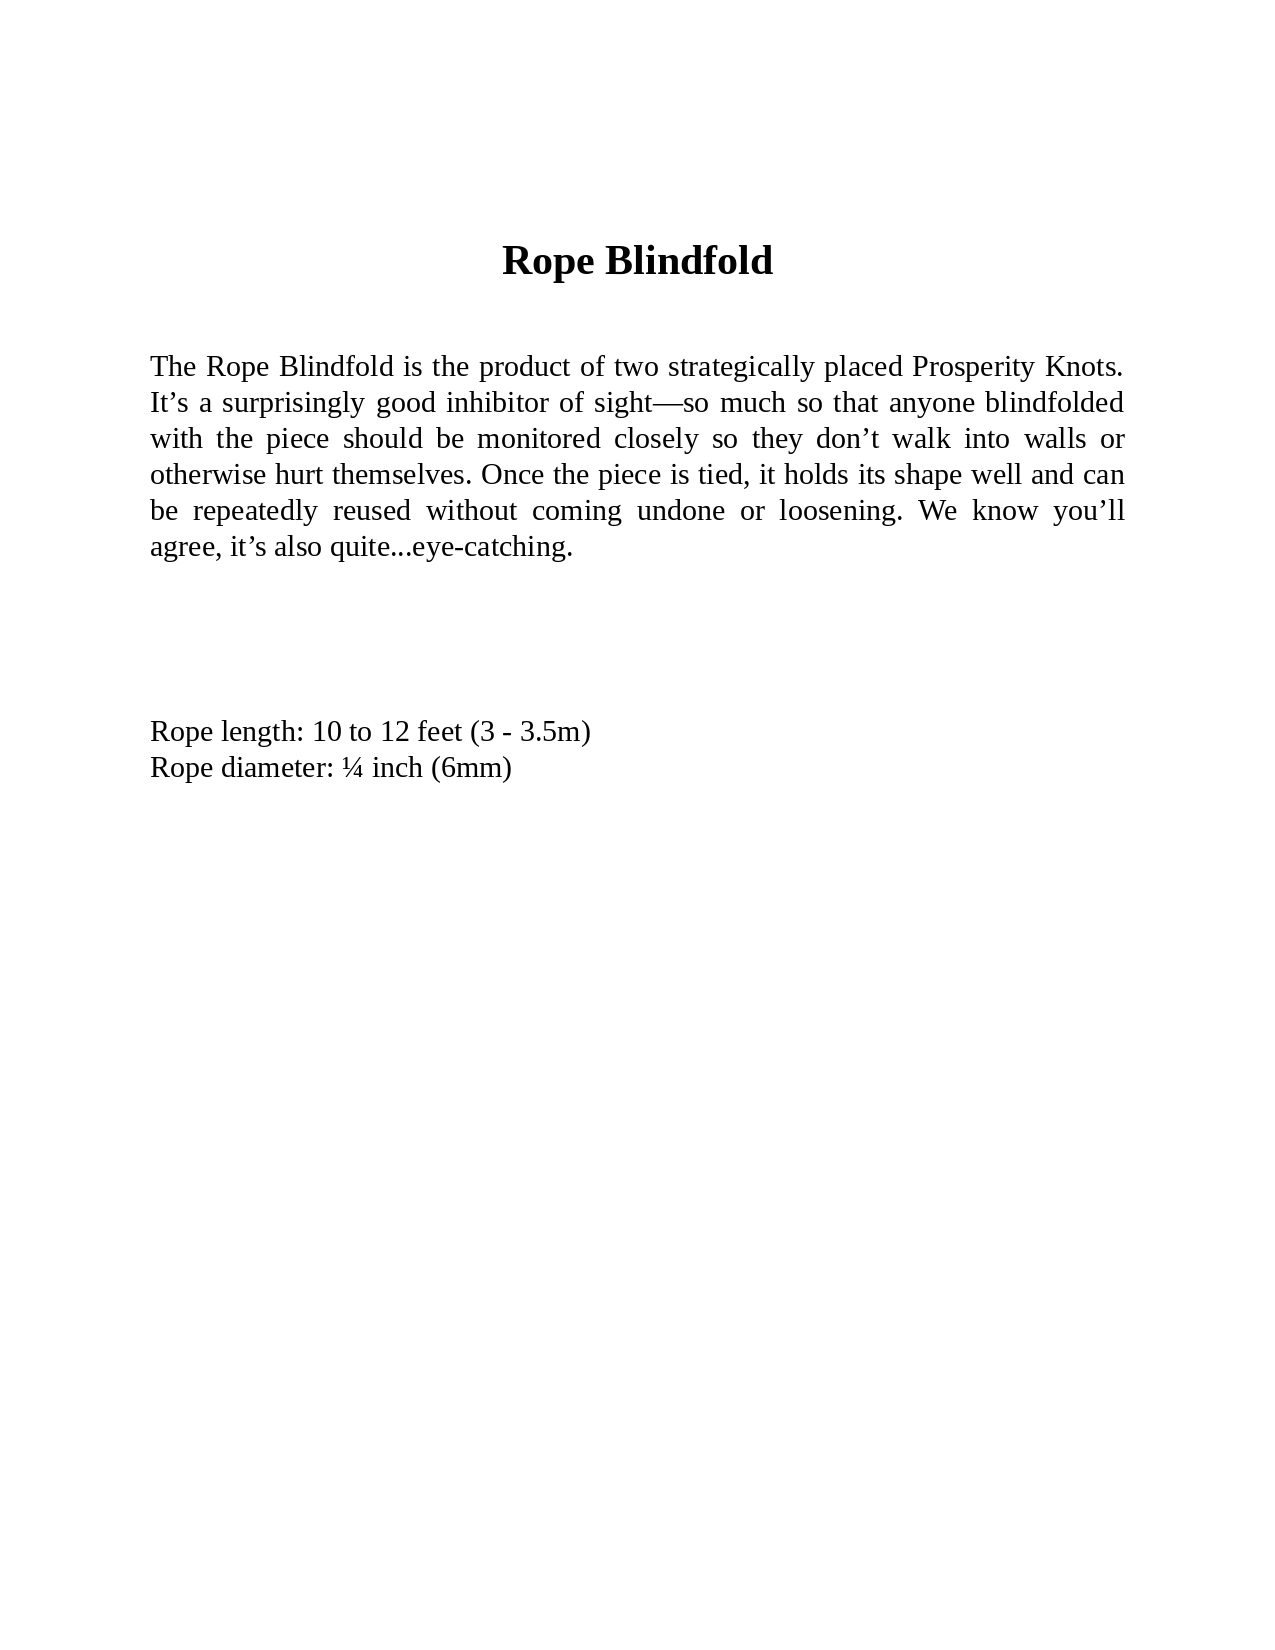 Rope Blindfold
The Rope Blindfold is the product of two strategically placed Prosperity Knots.
It’s a surprisingly good inhibitor of sight—so much so that anyone blindfolded
with the piece should be monitored closely so they don’t walk into walls or
otherwise hurt themselves. Once the piece is tied, it holds its shape well and can
be repeatedly reused without coming undone or loosening. We know you’ll
agree, it’s also quite...eye-catching.
Rope length: 10 to 12 feet (3 - 3.5m)
Rope diameter: ¼ inch (6mm)